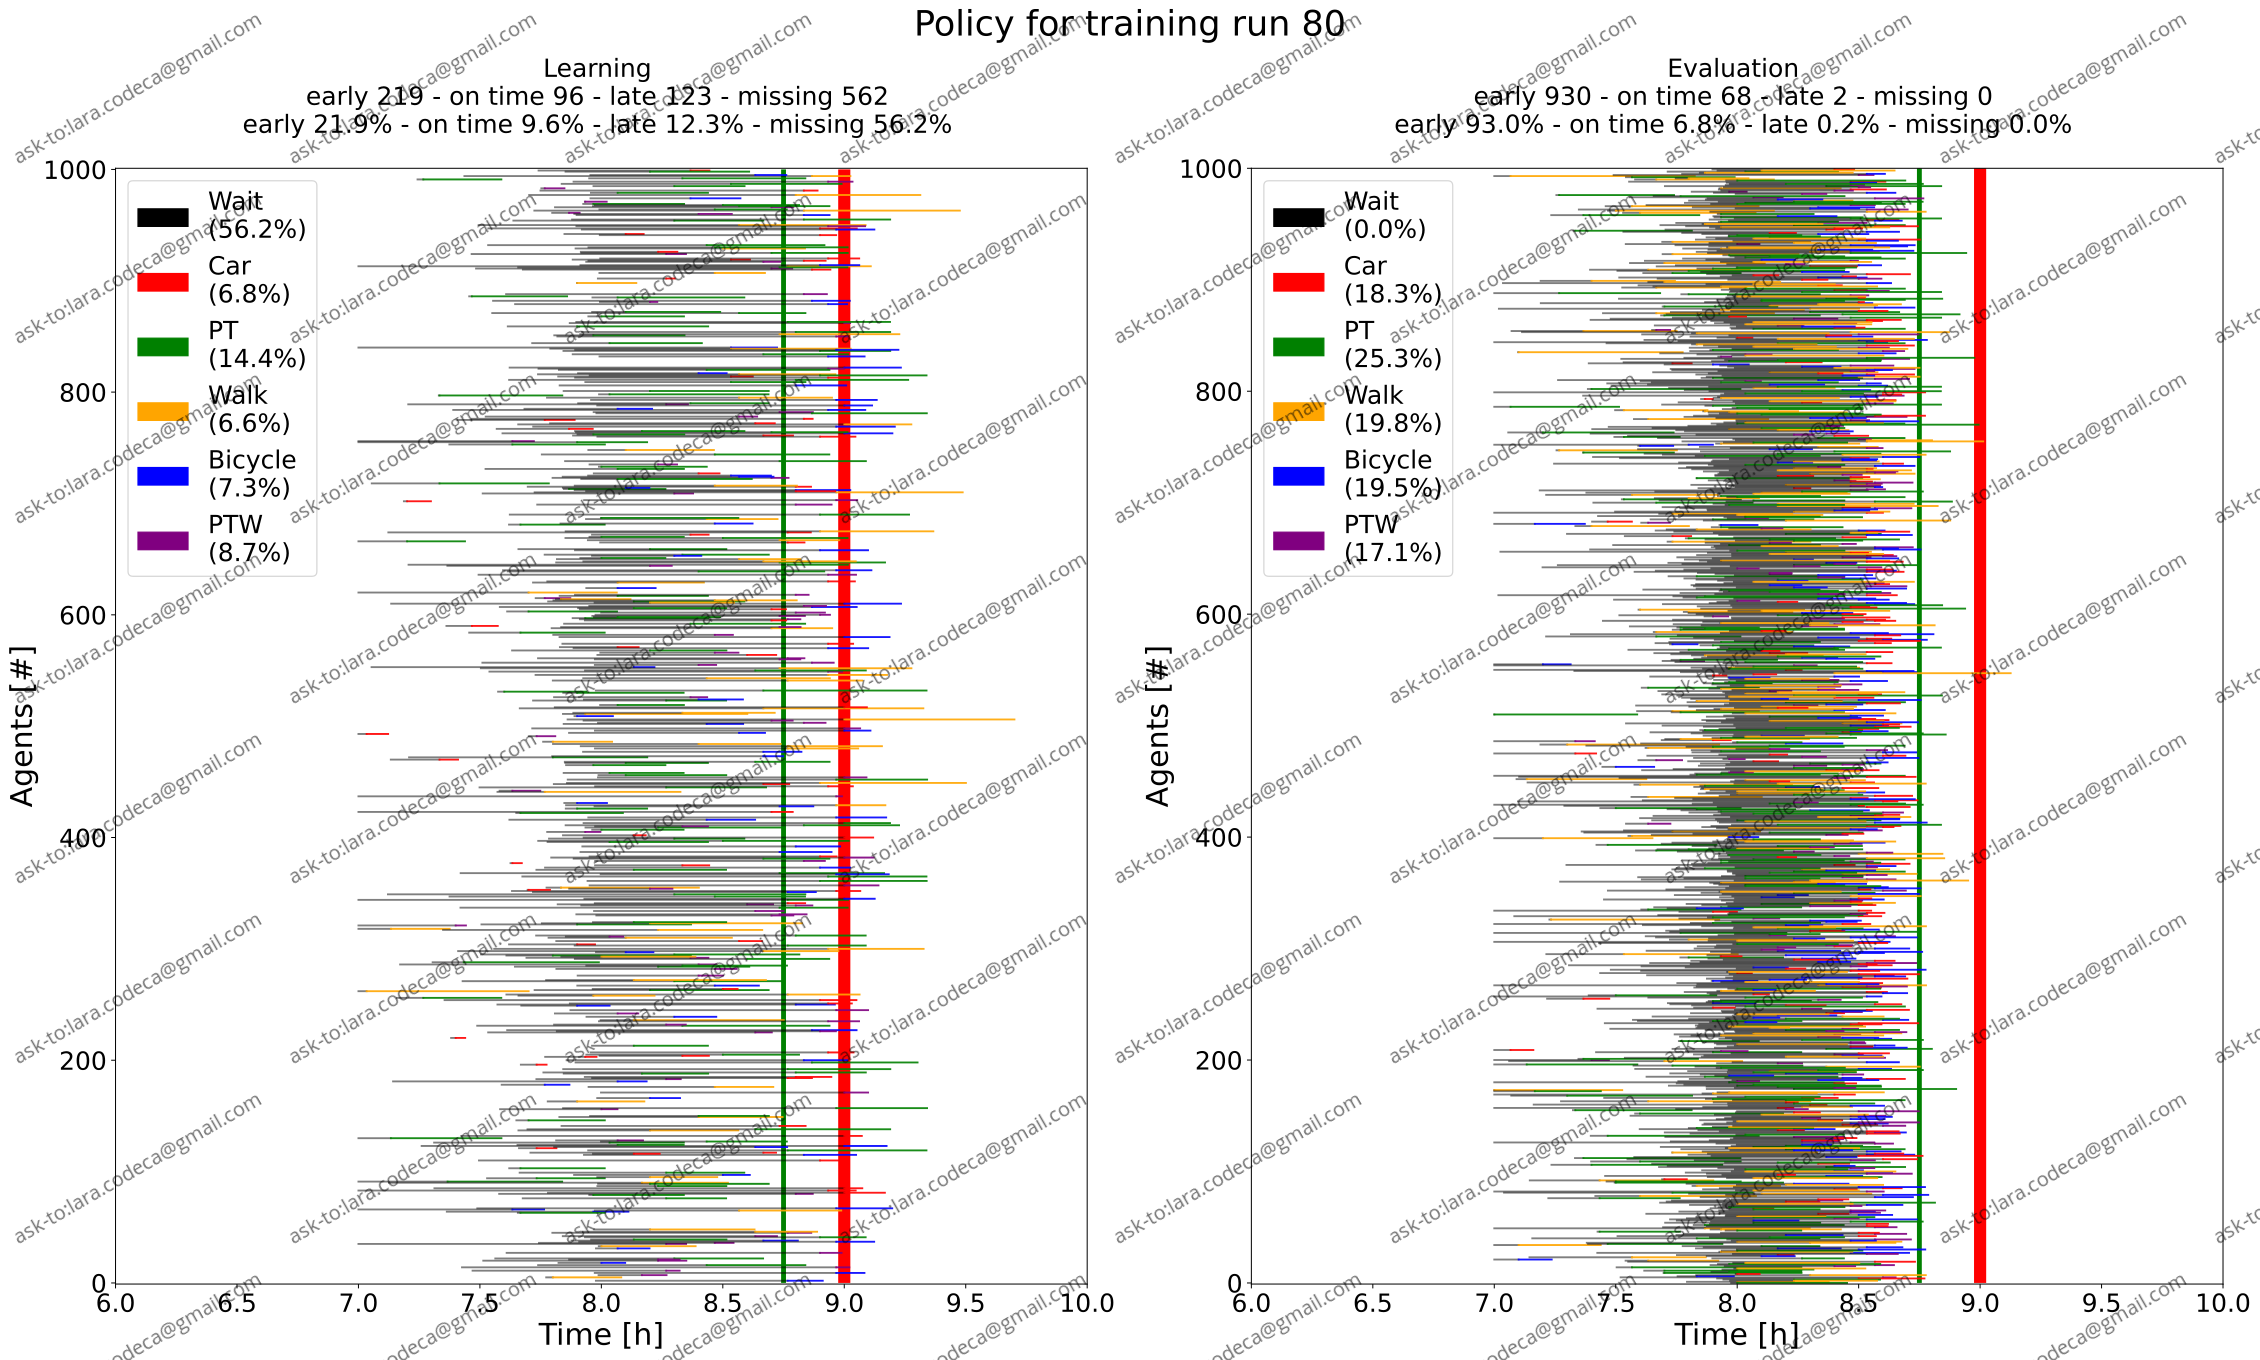 Policy for training run 80
Learning
early 219 - on time 96 - late 123 - missing 562
early 21.9% - on time 9.6% - late 12.3% - missing 56.2%
Agents [#]
1000
800
600
400
200
0
Wait
(56.2%)
Car
(6.8%)
PT
(14.4%)
Walk
(6.6%)
Bicycle
(7.3%)
PTW
(8.7%)
6.0 6.5 7.0 7.5 8.0 8.5 9.0 9.5 10.0
Time [h]
Evaluation
early 930 - on time 68 - late 2 - missing 0
early 93.0% - on time 6.8% - late 0.2% - missing 0.0%
Agents [#]
1000
800
600
400
200
0
Wait
(0.0%)
Car
(18.3%)
PT
(25.3%)
Walk
(19.8%)
Bicycle
(19.5%)
PTW
(17.1%)
6.0 6.5 7.0 7.5 8.0 8.5 9.0 9.5 10.0
Time [h]
ask-to:lara.codeca@gmail.com